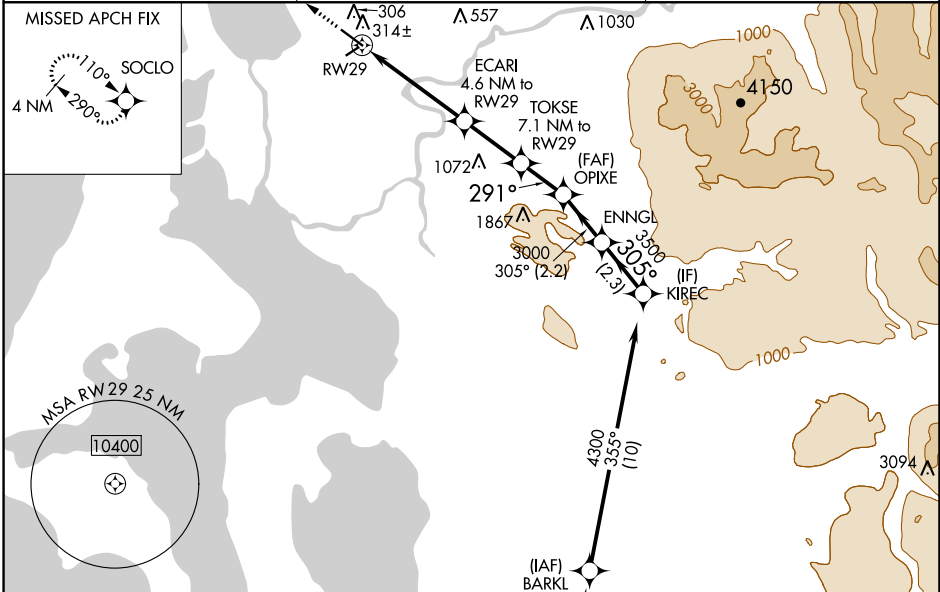 MISSED APCH FIX
SOCLO
110°
290°
4 NM
306
314±
557
1030
RW29
ECARI
4.6 NM to
RW29
TOKSE
7.1 NM to
RW29
1072
291°
(FAF)
OPIXE
1867
ENNGL
3000
305° (2.2)
3500
305°
(2.3)
(IF)
KIREC
1000
3000
4150
1000
MSA RW29 25 NM
10400
4300
355°
(10)
3094
(IAF)
BARKL